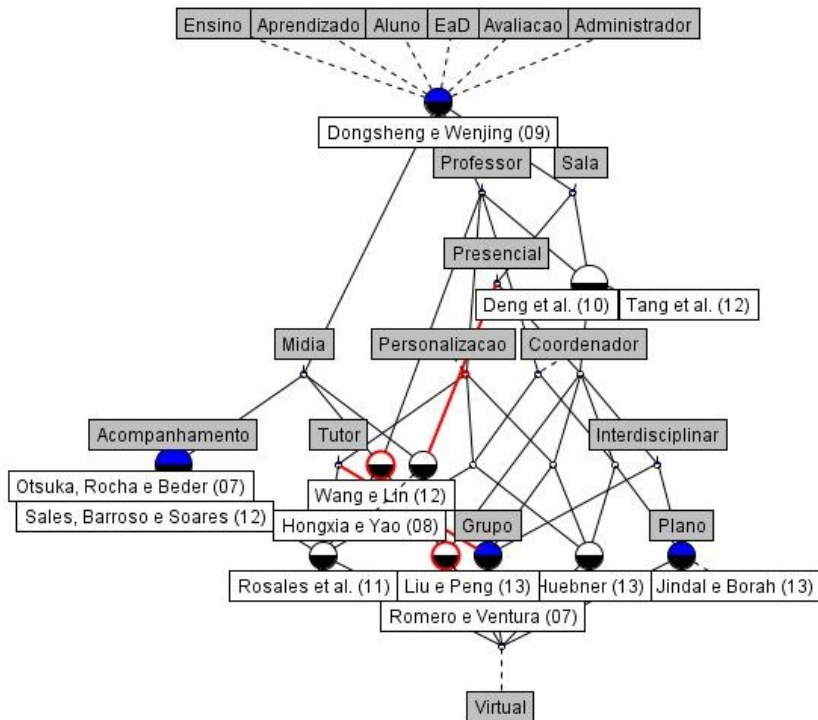 Ensino Aprendizado Aluno EaD Avaliacao Administrador
Dongsheng e Wenjing (09)
Professor Sala
Presencial
Deng et al. (10) Tang et al. (12)
Midia Personalizacao Coordenador
Acompanhamento Tutor Interdisciplinar
Otsuka, Rocha e Beder (07) Wang e Lin (12)
Sales, Barroso e Soares (12) Hongxia e Yao (08) Grupo Plano
Rosales et al. (11) Liu e Peng (13) Huebner (13) Jindal e Borah (13)
Romero e Ventura (07)
Virtual